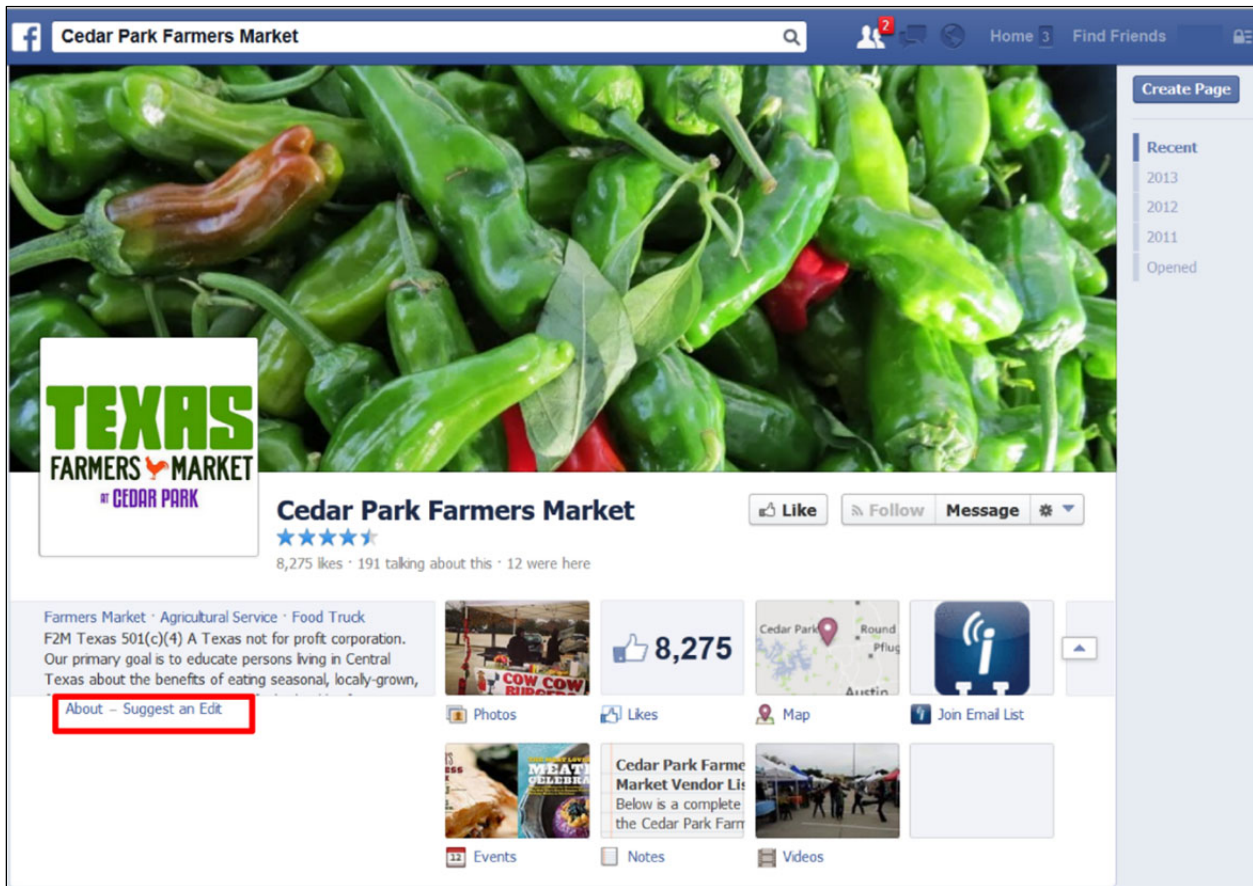 Cedar Park Farmers Market
2
Home 3 Find Friends
Create Page
Recent
2013
2012
2011
Opened
TEXAS
FARMERS MARKET
AT CEDAR PARK
Cedar Park Farmers Market
Like
Follow
Message
8,275 likes · 191 talking about this · 12 were here
Farmers Market · Agricultural Service · Food Truck
F2M Texas 501(c)(4) A Texas not for profit corporation.
Our primary goal is to educate persons living in Central
Texas about the benefits of eating seasonal, locally-grown,
About – Suggest an Edit
COW COW
BURGER
Photos
8,275
Likes
Cedar Park
Round
Pflug
Austin
Map
Join Email List
MEAT
CELEBRA
12
Events
Cedar Park Farme
Market Vendor Lis
Below is a complete
the Cedar Park Farm
Notes
Videos